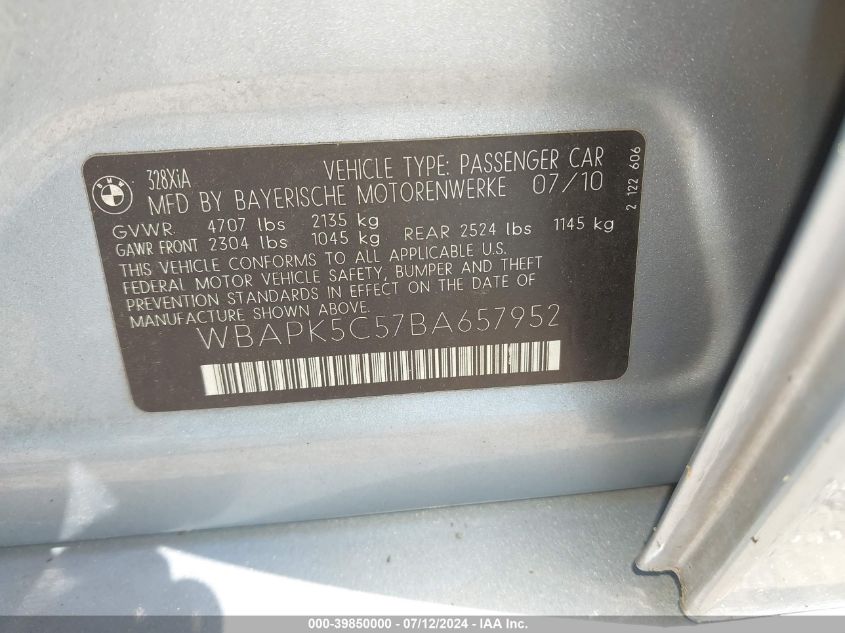 BMW
328XiA VEHICLE TYPE: PASSENGER CAR
MFD BY BAYERISCHE MOTORENWERKE 07/10
GVWR 4707 lbs 2135 kg
GAWR FRONT 2304 lbs 1045 kg REAR 2524 lbs 1145 kg
THIS VEHICLE CONFORMS TO ALL APPLICABLE U.S.
FEDERAL MOTOR VEHICLE SAFETY, BUMPER AND THEFT
PREVENTION STANDARDS IN EFFECT ON THE DATE OF
MANUFACTURE SHOWN ABOVE.
WBAPK5C57BA657952
2 122 606
000-39850000 - 07/12/2024 - IAA Inc.